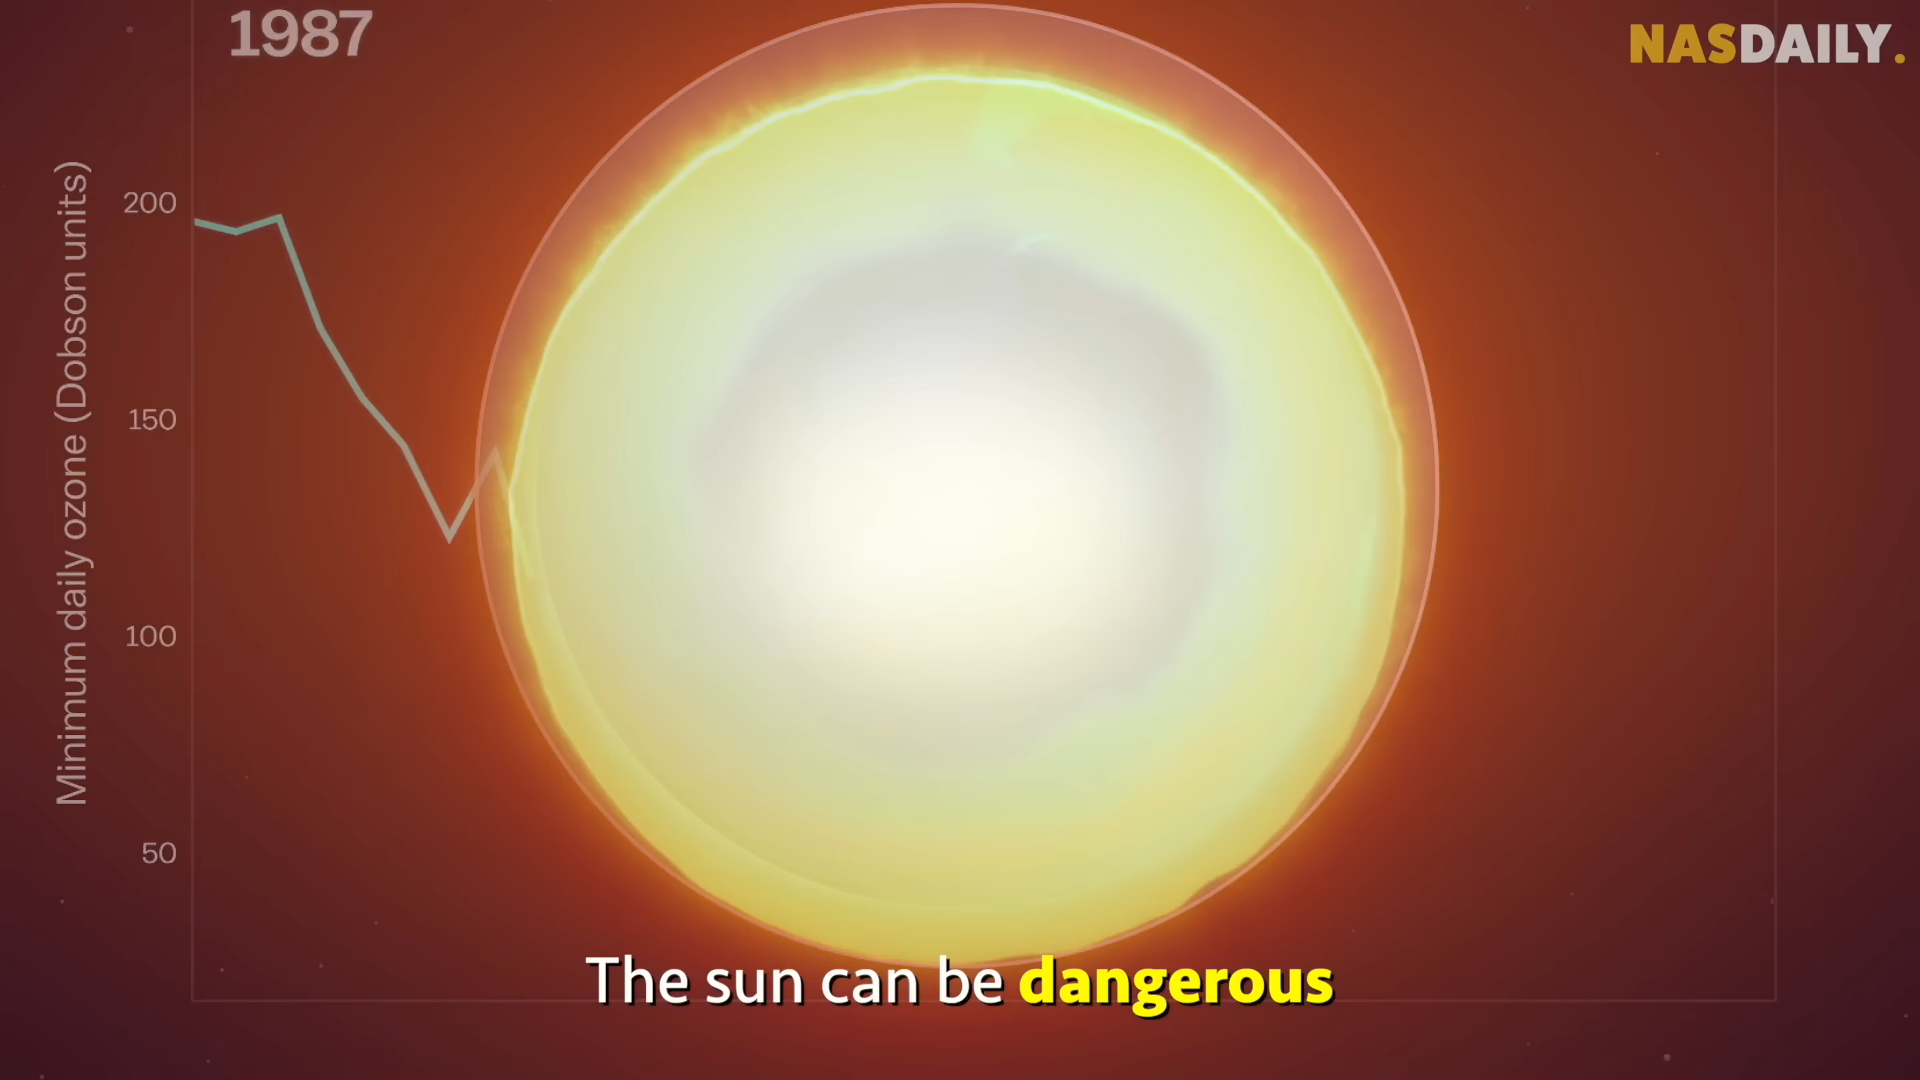 1987
NASDAILY.
Minimum daily ozone (Dobson units)
200
150
100
50
The sun can be dangerous